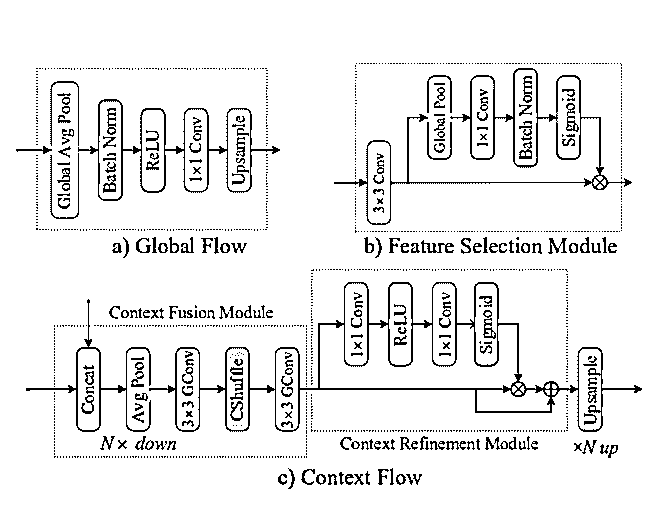 Global Avg Pool
Batch Norm
ReLU
1×1 Conv
Upsample
a) Global Flow
3×3 Conv
Global Pool
1×1 Conv
Batch Norm
Sigmoid
b) Feature Selection Module
Context Fusion Module
Concat
Avg Pool
3×3 GConv
CShuffle
3×3 GConv
N× down
1×1 Conv
ReLU
1×1 Conv
Sigmoid
Context Refinement Module
Upsample
×N up
c) Context Flow